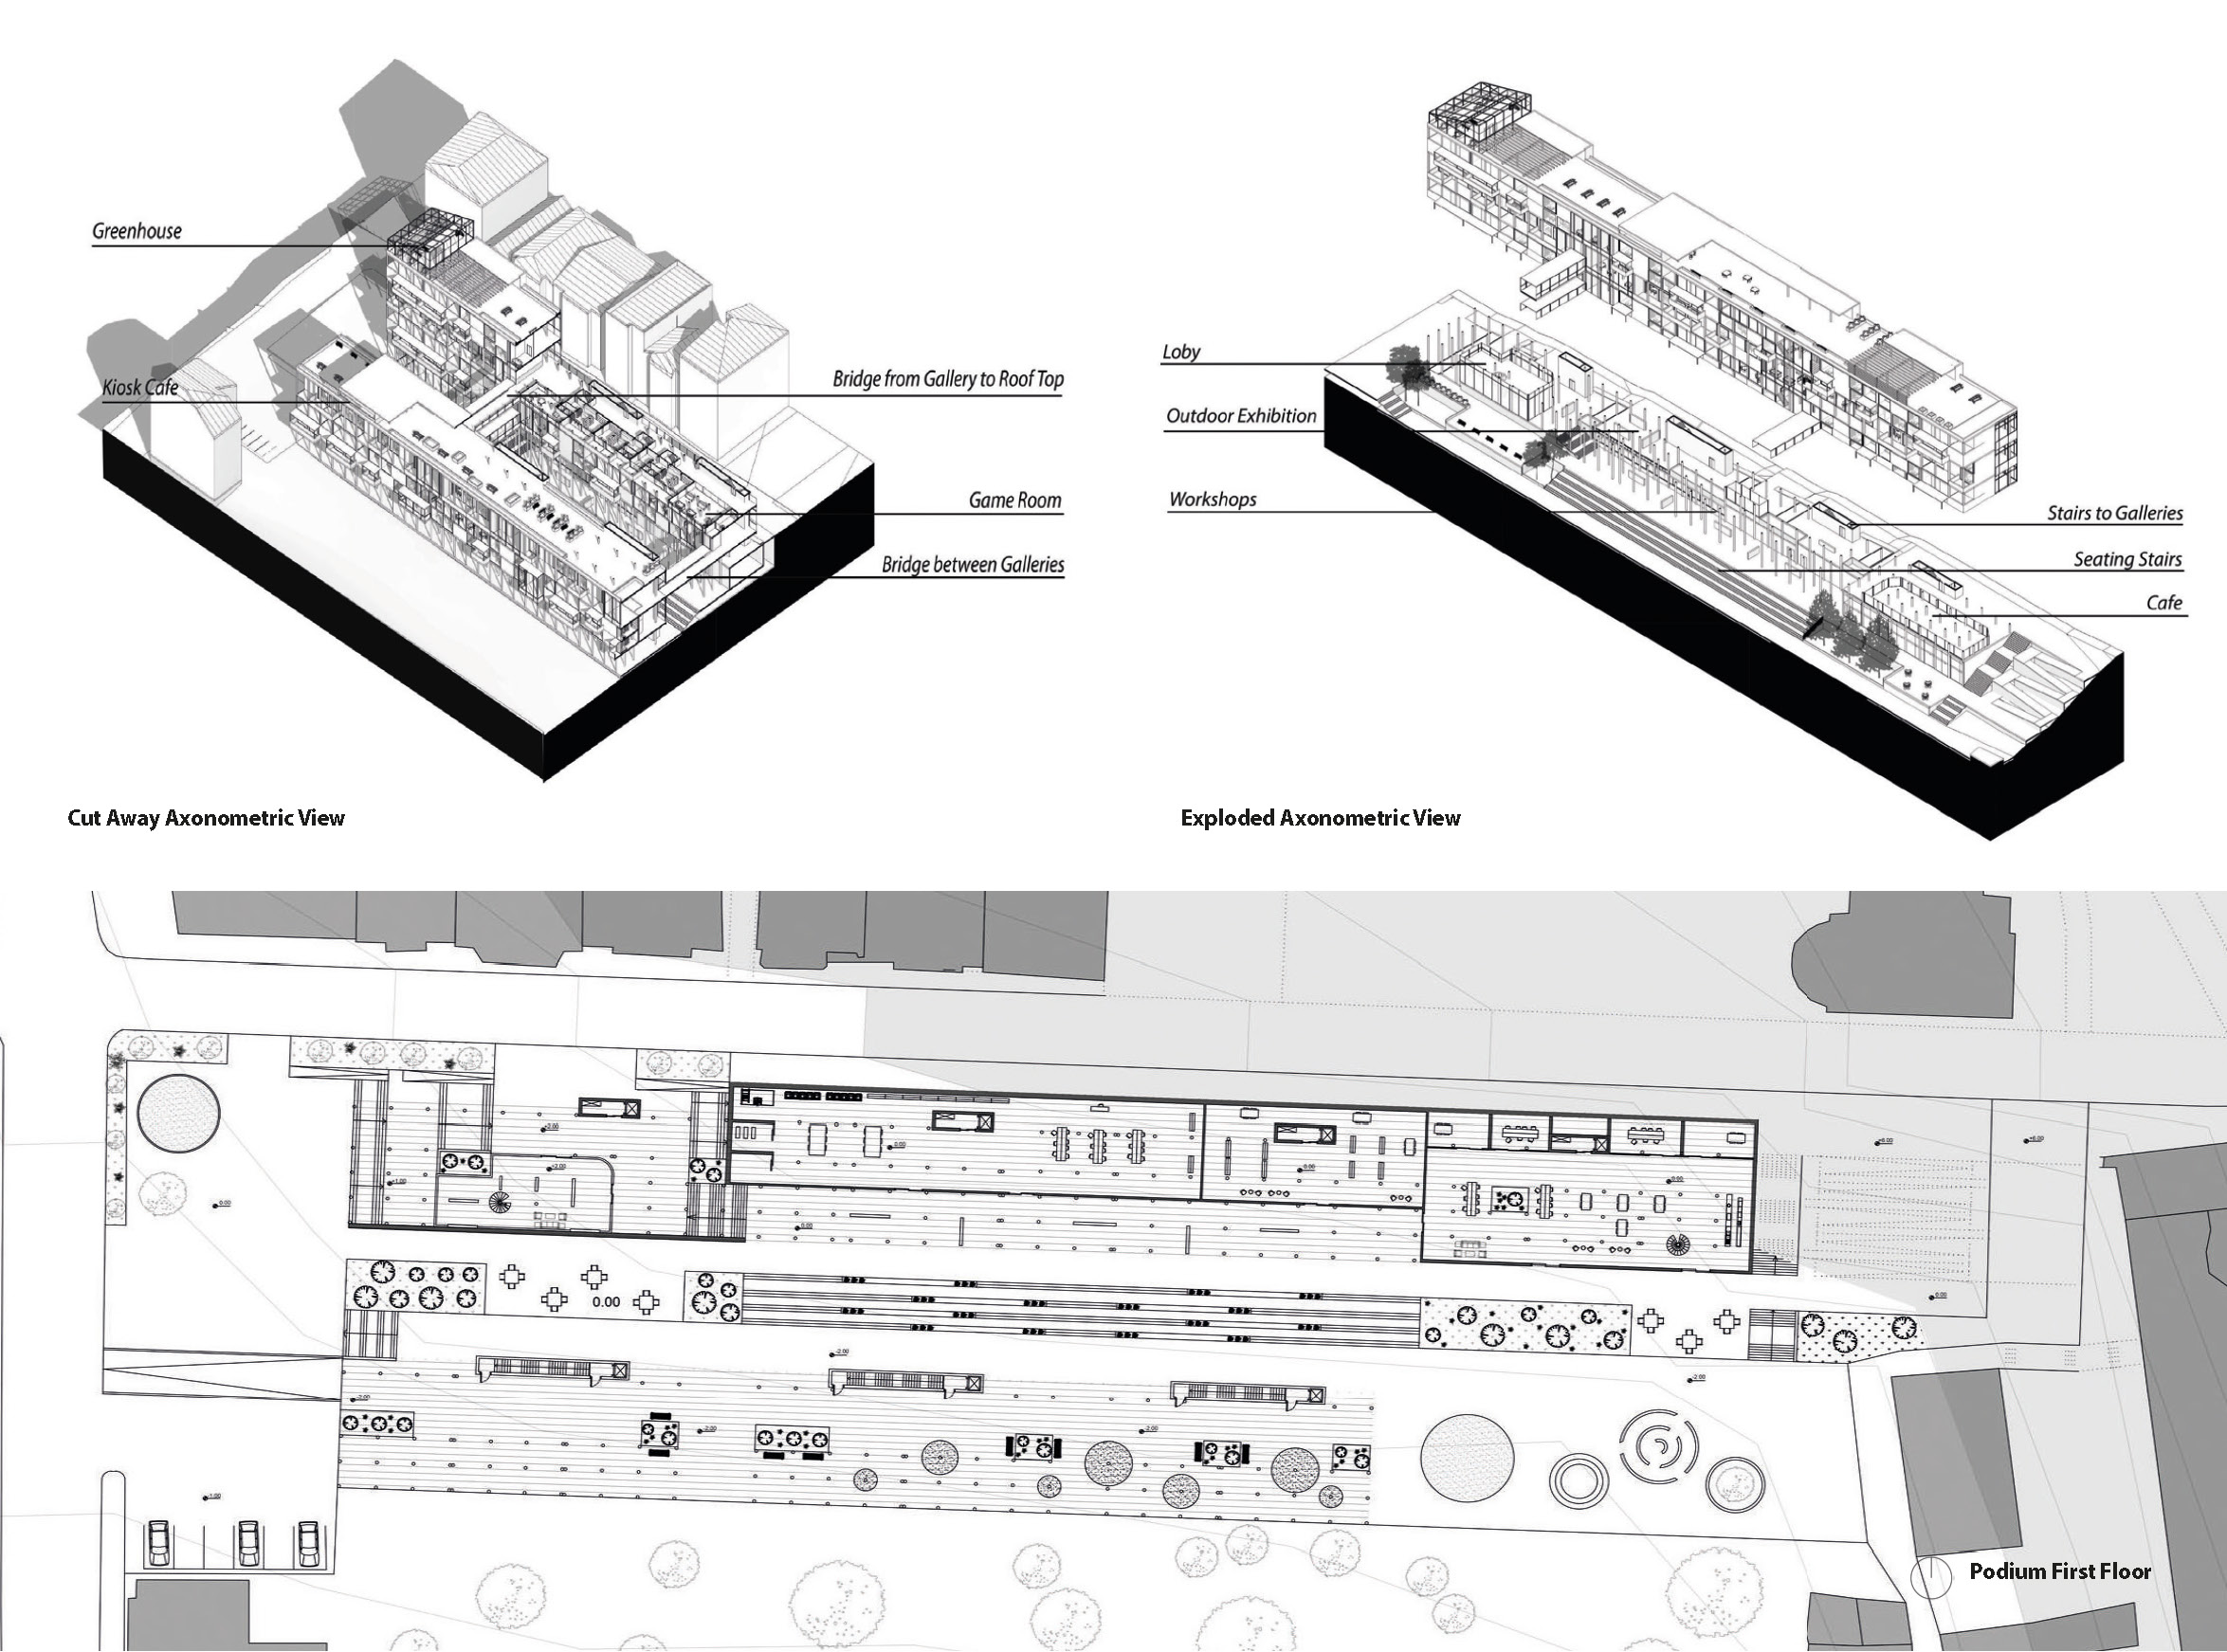 Greenhouse
Kiosk Cafe
Bridge from Gallery to Roof Top
Game Room
Bridge between Galleries
Cut Away Axonometric View
Loby
Outdoor Exhibition
Workshops
Stairs to Galleries
Seating Stairs
Cafe
Exploded Axonometric View
0.00
Podium First Floor